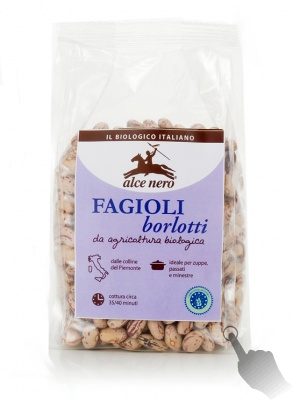 IL BIOLOGICO ITALIANO
alce nero
FAGIOLI
borlotti
da agricoltura biologica
dalle colline
del Piemonte
ideale per zuppe,
passati
e minestre
cottura circa
35/40 minuti